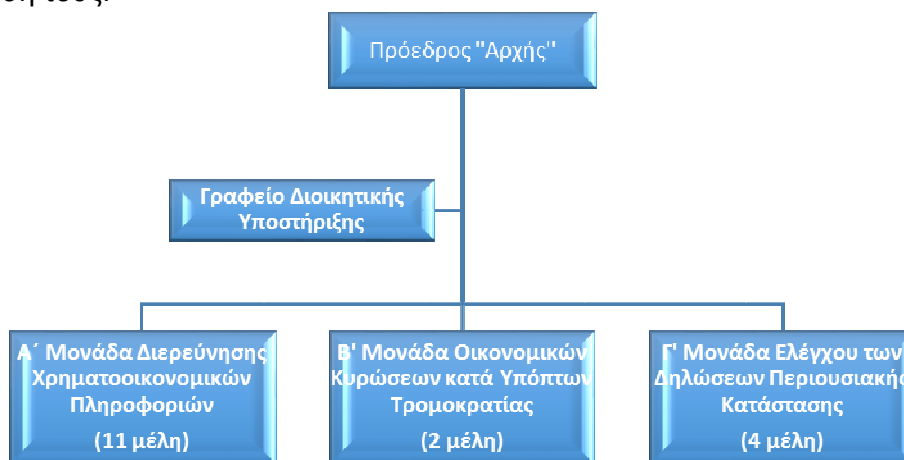 Πρόεδρος "Αρχής"
Γραφείο Διοικητικής
Υποστήριξης
Α΄ Μονάδα Διερεύνησης
Χρηματοοικονομικών
Πληροφοριών
(11 μέλη)
Β' Μονάδα Οικονομικών
Κυρώσεων κατά Υπόπτων
Τρομοκρατίας
(2 μέλη)
Γ' Μονάδα Ελέγχου των
Δηλώσεων Περιουσιακής
Κατάστασης
(4 μέλη)